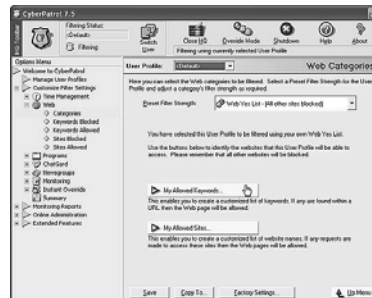 CyberPatrol 7.5
Filtering Status:
<Default>
Filtering
Switch User
Close HQ
Override Mode
Shutdown
Help
About
Filtering using currently selected User Profile
Options Menu
User Profile: <Default>
Web Categories
Welcome to CyberPatrol
Manage User Profiles
Customize Filter Settings
Time Management
Web
Categories
Keywords Blocked
Keywords Allowed
Sites Blocked
Sites Allowed
Programs
ChatGard
Newsgroups
Monitoring
Instant Override
Summary
Monitoring Reports
Online Administration
Extended Features
Here you can select the Web categories to be filtered. Select a Preset Filter Strength for the User
Profile and adjust a category's filter strength as required.
Preset Filter Strength:
Web Yes List - (All other sites blocked)
You have selected this User Profile to be filtered using your own Web Yes List.
Use the buttons below to identify the websites that this User Profile will be able to
access. Please remember that all other websites will be blocked.
My Allowed Keywords...
This enables you to create a customized list of keywords. If any are found within a
URL then the Web page will be allowed.
My Allowed Sites...
This enables you to create a customized list of website names. If any requests are
made to access these sites then the Web pages will be allowed.
Save
Copy To...
Factory Settings...
Up Menu